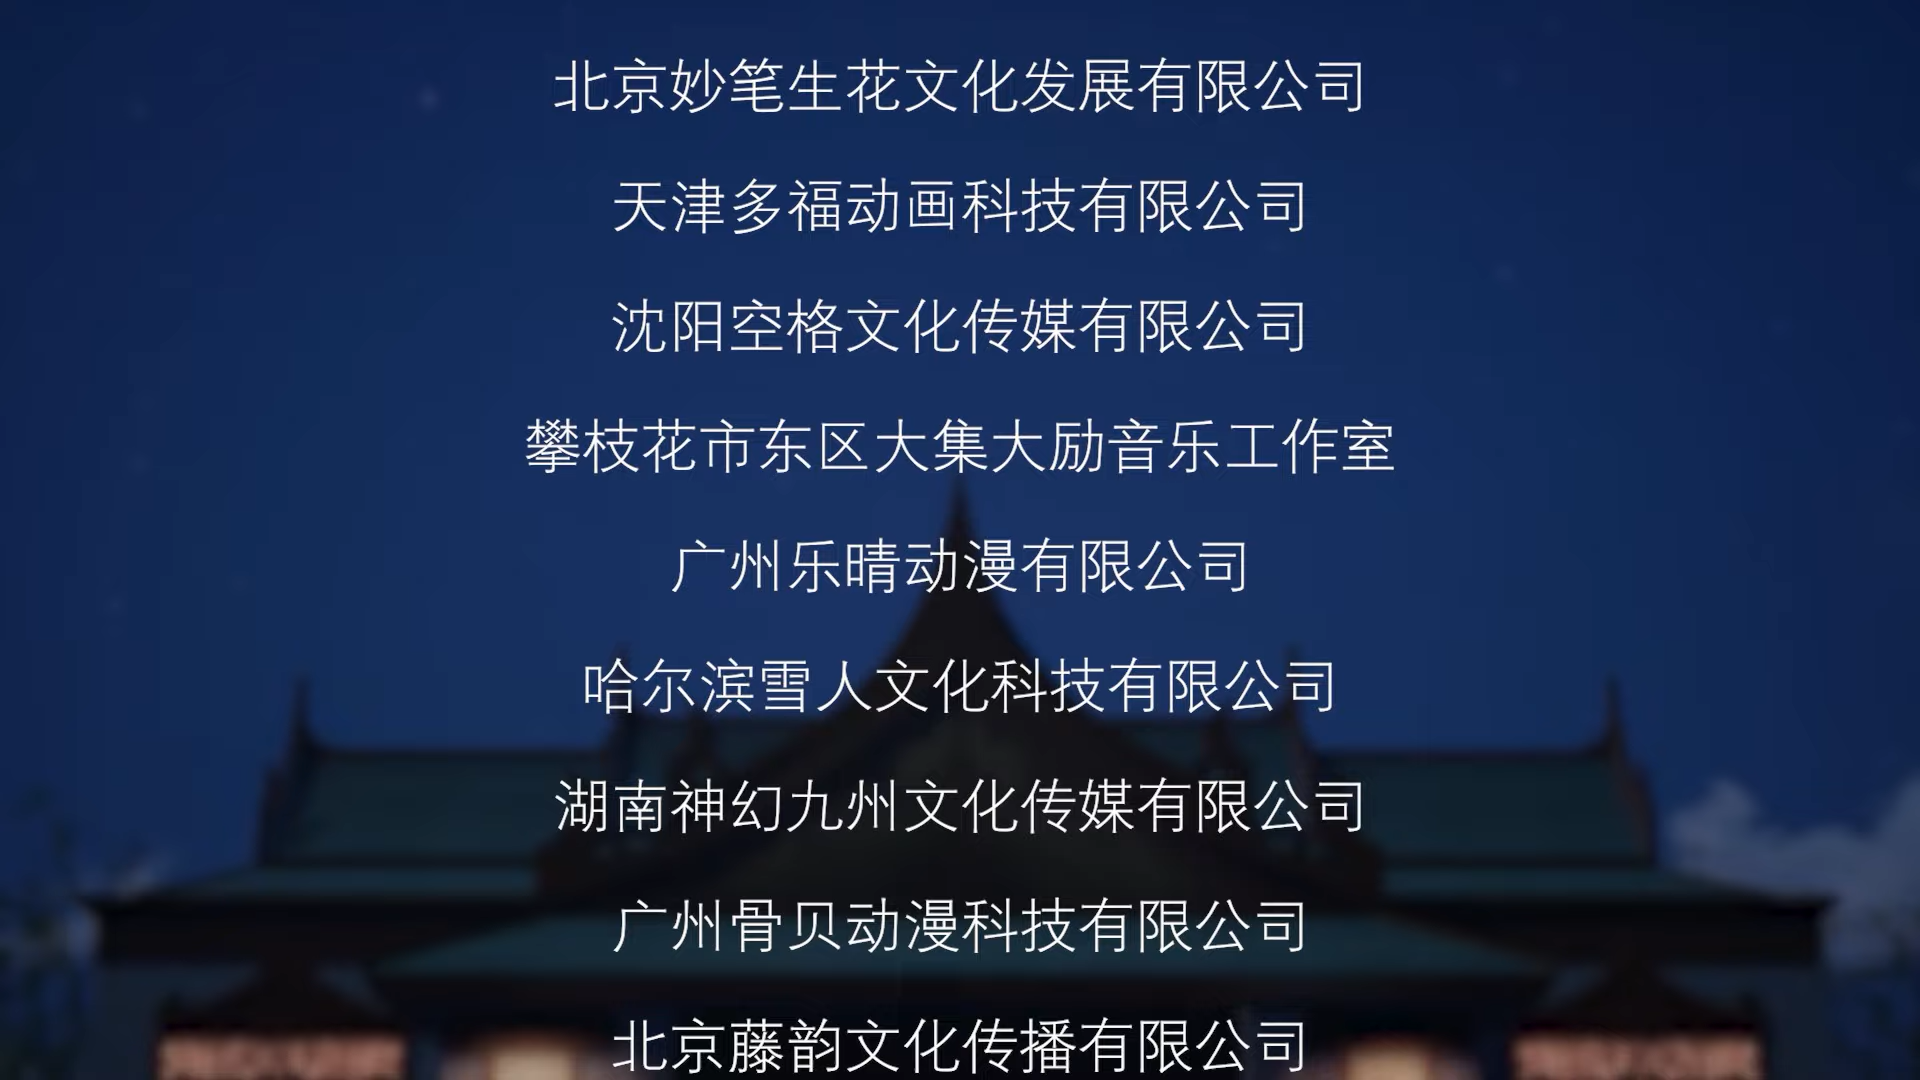 北京妙笔生花文化发展有限公司
天津多福动画科技有限公司
沈阳空格文化传媒有限公司
攀枝花市东区大集大励音乐工作室
广州乐晴动漫有限公司
哈尔滨雪人文化科技有限公司
湖南神幻九州文化传媒有限公司
广州骨贝动漫科技有限公司
北京藤韵文化传播有限公司